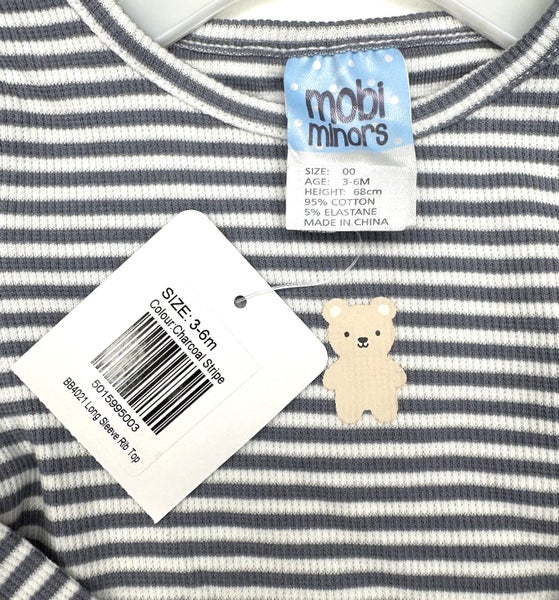 mobi
minors
SIZE: 00
AGE: 3-6M
HEIGHT: 68cm
95% COTTON
5% ELASTANE
MADE IN CHINA
SIZE: 3-6m
Colour:Charcoal Stripe
5015995003
BB4021 Long Sleeve Rib Top